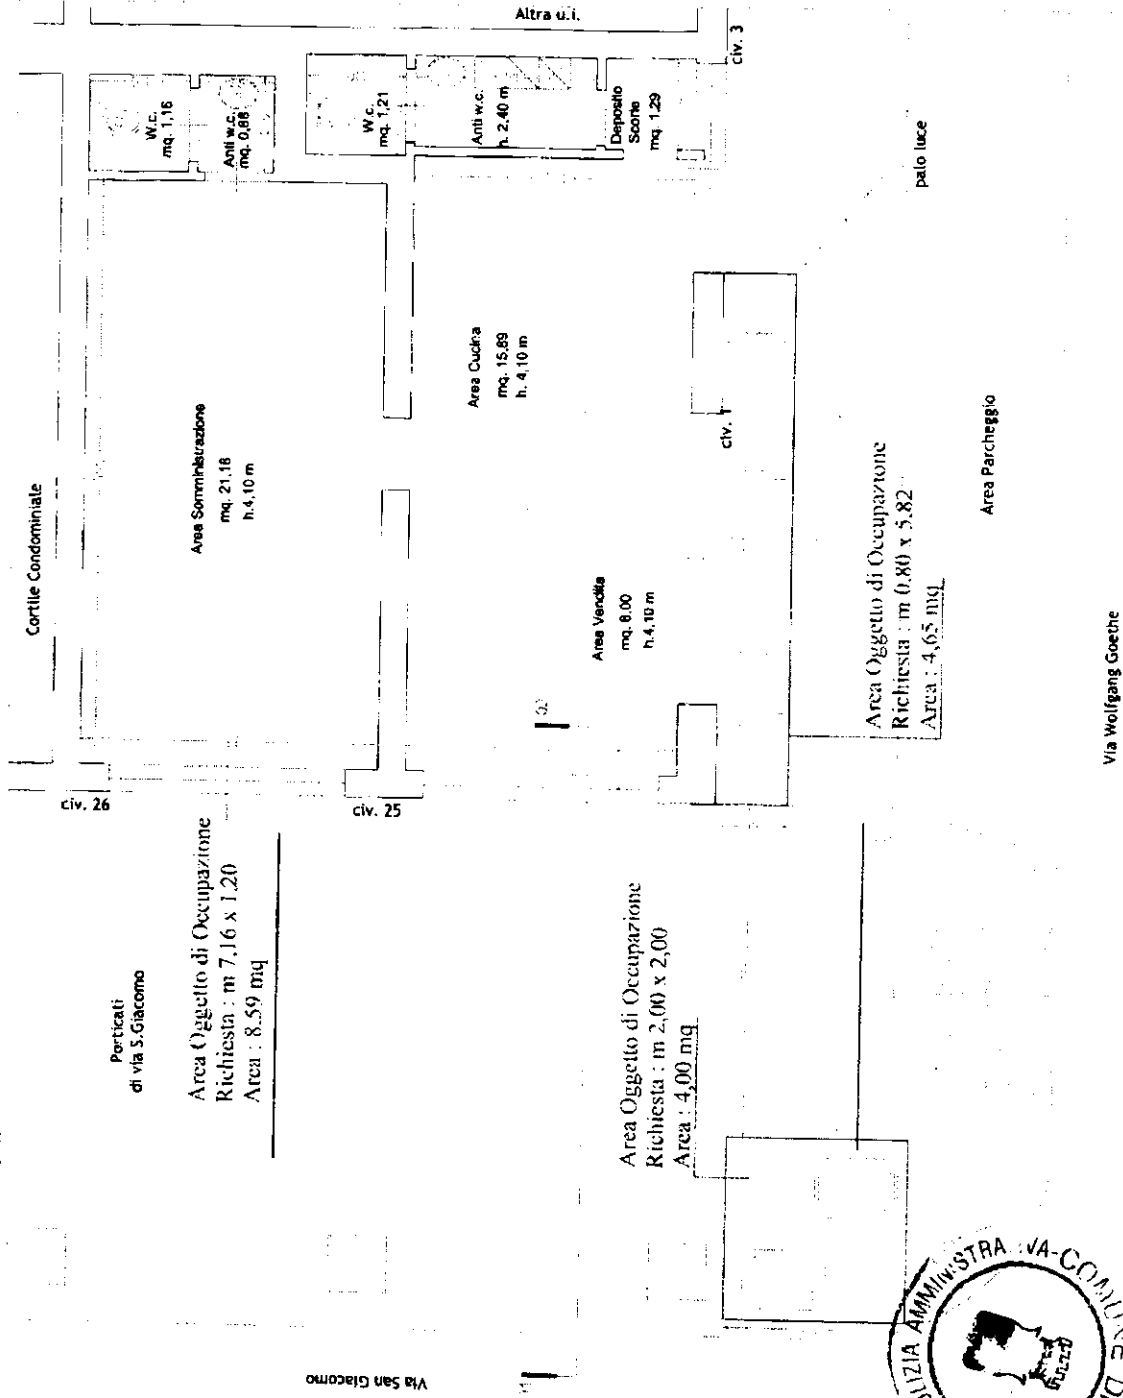 Altra u.i.
civ. 3
W.c.
mq. 1,16
Anti w.c.
mq. 0,88
W.c.
mq. 1,21
Anti w.c.
h. 2,40 m
Deposito
Scorte
mq. 1,29
palo luce
Cortile Condominiale
Area Somministrazione
mq. 21,18
h.4,10 m
Area Cucina
mq. 15,89
h. 4,10 m
civ. 1
Area Vendita
mq. 8.00
h.4,10 m
Area Parcheggio
Area Oggetto di Occupazione
Richiesta : m 0.80 x 5.82
Area : 4,65 mq
Via Wolfgang Goethe
civ. 26
civ. 25
Porticati
di via S.Giacomo
Area Oggetto di Occupazione
Richiesta : m 7,16 x 1.20
Area : 8.59 mq
Area Oggetto di Occupazione
Richiesta : m 2,00 x 2,00
Area : 4,00 mq
Via San Giacomo